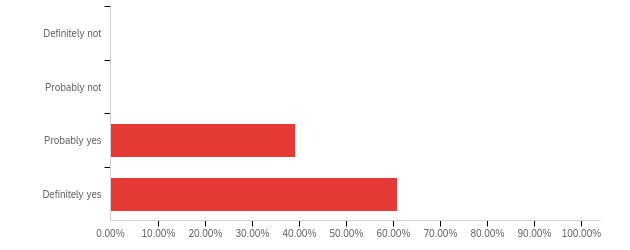 Definitely not
Probably not
Probably yes
Definitely yes
0.00% 10.00% 20.00% 30.00% 40.00% 50.00% 60.00% 70.00% 80.00% 90.00% 100.00%